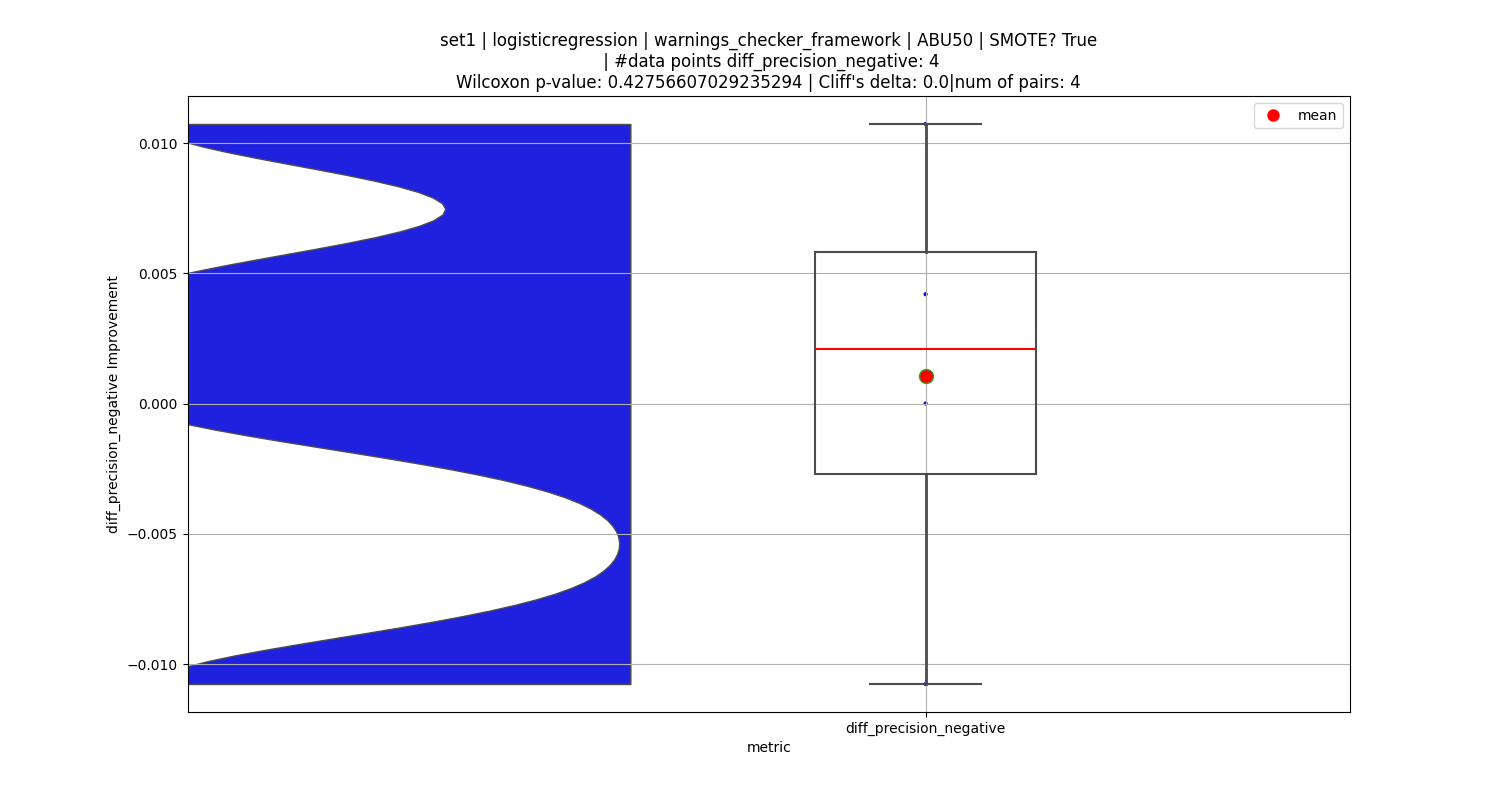 set1 | logisticregression | warnings_checker_framework | ABU50 | SMOTE? True
| #data points diff_precision_negative: 4
Wilcoxon p-value: 0.42756607029235294 | Cliff's delta: 0.0|num of pairs: 4
mean
0.010
0.005
0.000
−0.005
−0.010
diff_precision_negative Improvement
diff_precision_negative
metric